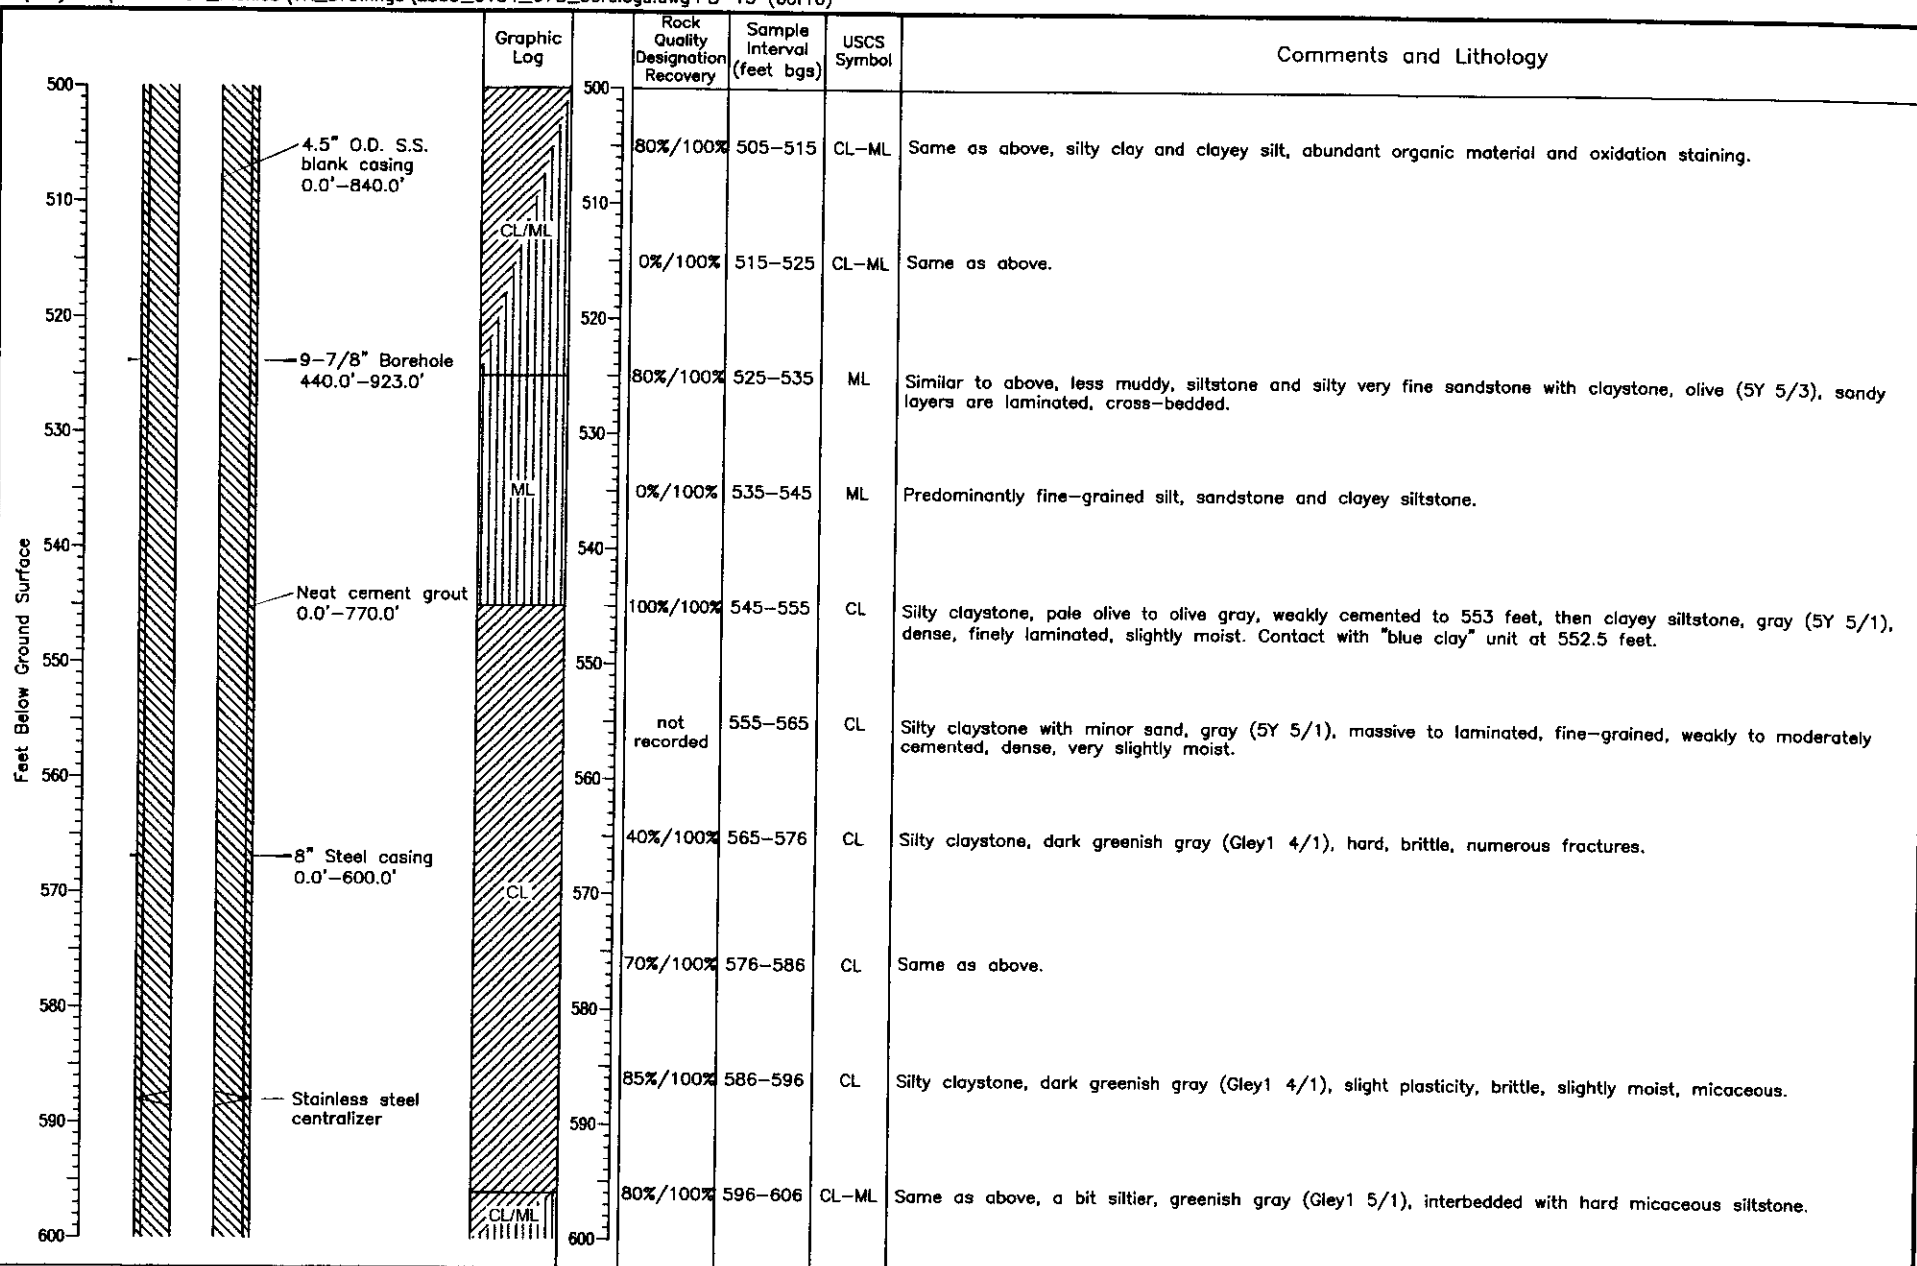 Graphic
Log
Rock
Quality
Designation
Recovery
Sample
Interval
(feet bgs)
USCS
Symbol
Comments and Lithology
Feet Below Ground Surface
500
510
520
530
540
550
560
570
580
590
600
4.5" O.D. S.S.
blank casing
0.0'-840.0'
9-7/8" Borehole
440.0'-923.0'
Neat cement grout
0.0'-770.0'
8" Steel casing
0.0'-600.0'
Stainless steel
centralizer
CL/ML
ML
CL
CL/ML
500
510
520
530
540
550
560
570
580
590
600
80%/100% 505-515 CL-ML Same as above, silty clay and clayey silt, abundant organic material and oxidation staining.
0%/100% 515-525 CL-ML Same as above.
80%/100% 525-535 ML Similar to above, less muddy, siltstone and silty very fine sandstone with claystone, olive (5Y 5/3), sandy
layers are laminated, cross-bedded.
0%/100% 535-545 ML Predominantly fine-grained silt, sandstone and clayey siltstone.
100%/100% 545-555 CL Silty claystone, pale olive to olive gray, weakly cemented to 553 feet, then clayey siltstone, gray (5Y 5/1),
dense, finely laminated, slightly moist. Contact with "blue clay" unit at 552.5 feet.
not
recorded
555-565 CL Silty claystone with minor sand, gray (5Y 5/1), massive to laminated, fine-grained, weakly to moderately
cemented, dense, very slightly moist.
40%/100% 565-576 CL Silty claystone, dark greenish gray (Gley1 4/1), hard, brittle, numerous fractures.
70%/100% 576-586 CL Same as above.
85%/100% 586-596 CL Silty claystone, dark greenish gray (Gley1 4/1), slight plasticity, brittle, slightly moist, micaceous.
80%/100% 596-606 CL-ML Same as above, a bit siltier, greenish gray (Gley1 5/1), interbedded with hard micaceous siltstone.